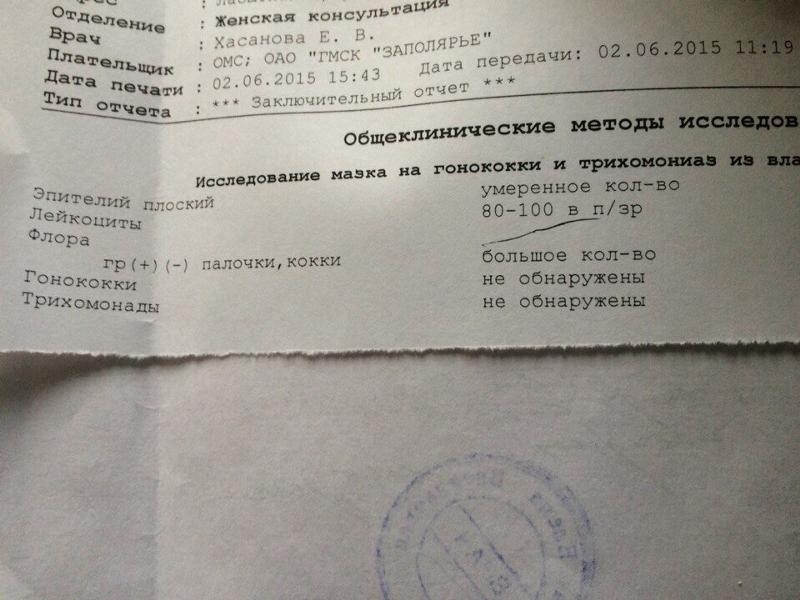 Отделение : Женская консультация
Врач : Хасанова Е. В.
Плательщик : ОМС; ОАО "ГМСК "ЗАПОЛЯРЬЕ"
Дата печати : 02.06.2015 15:43 Дата передачи: 02.06.2015 11:19
Тип отчета : *** Заключительный отчет ***
Общеклинические методы исследов
Исследование мазка на гонококки и трихомониаз из вла
Эпителий плоский умеренное кол-во
Лейкоциты 80-100 в п/зр
Флора
гр(+)(-) палочки,кокки большое кол-во
Гонококки не обнаружены
Трихомонады не обнаружены